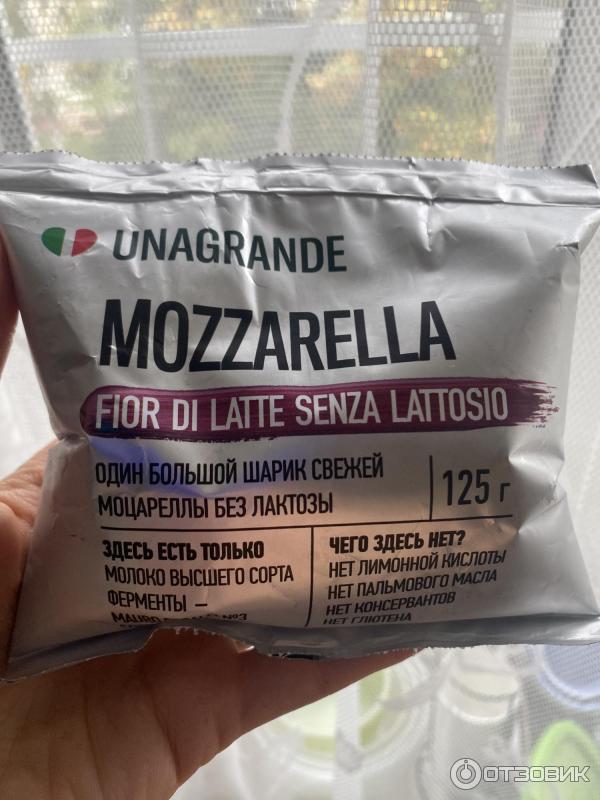 UNAGRANDE
MOZZARELLA
FIOR DI LATTE SENZA LATTOSIO
ОДИН БОЛЬШОЙ ШАРИК СВЕЖЕЙ
МОЦАРЕЛЛЫ БЕЗ ЛАКТОЗЫ
125 г
ЗДЕСЬ ЕСТЬ ТОЛЬКО
МОЛОКО ВЫСШЕГО СОРТА
ФЕРМЕНТЫ –
№3
ЧЕГО ЗДЕСЬ НЕТ?
НЕТ ЛИМОННОЙ КИСЛОТЫ
НЕТ ПАЛЬМОВОГО МАСЛА
НЕТ КОНСЕРВАНТОВ
НЕТ ГЛЮТЕНА
ОТЗОВИК